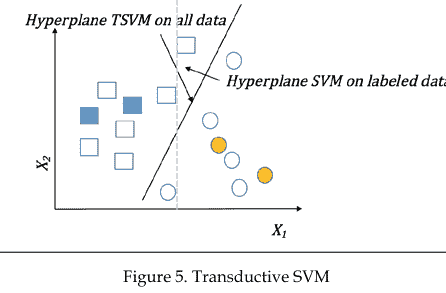 Hyperplane TSVM on all data
Hyperplane SVM on labeled data
X2
X1
Figure 5. Transductive SVM